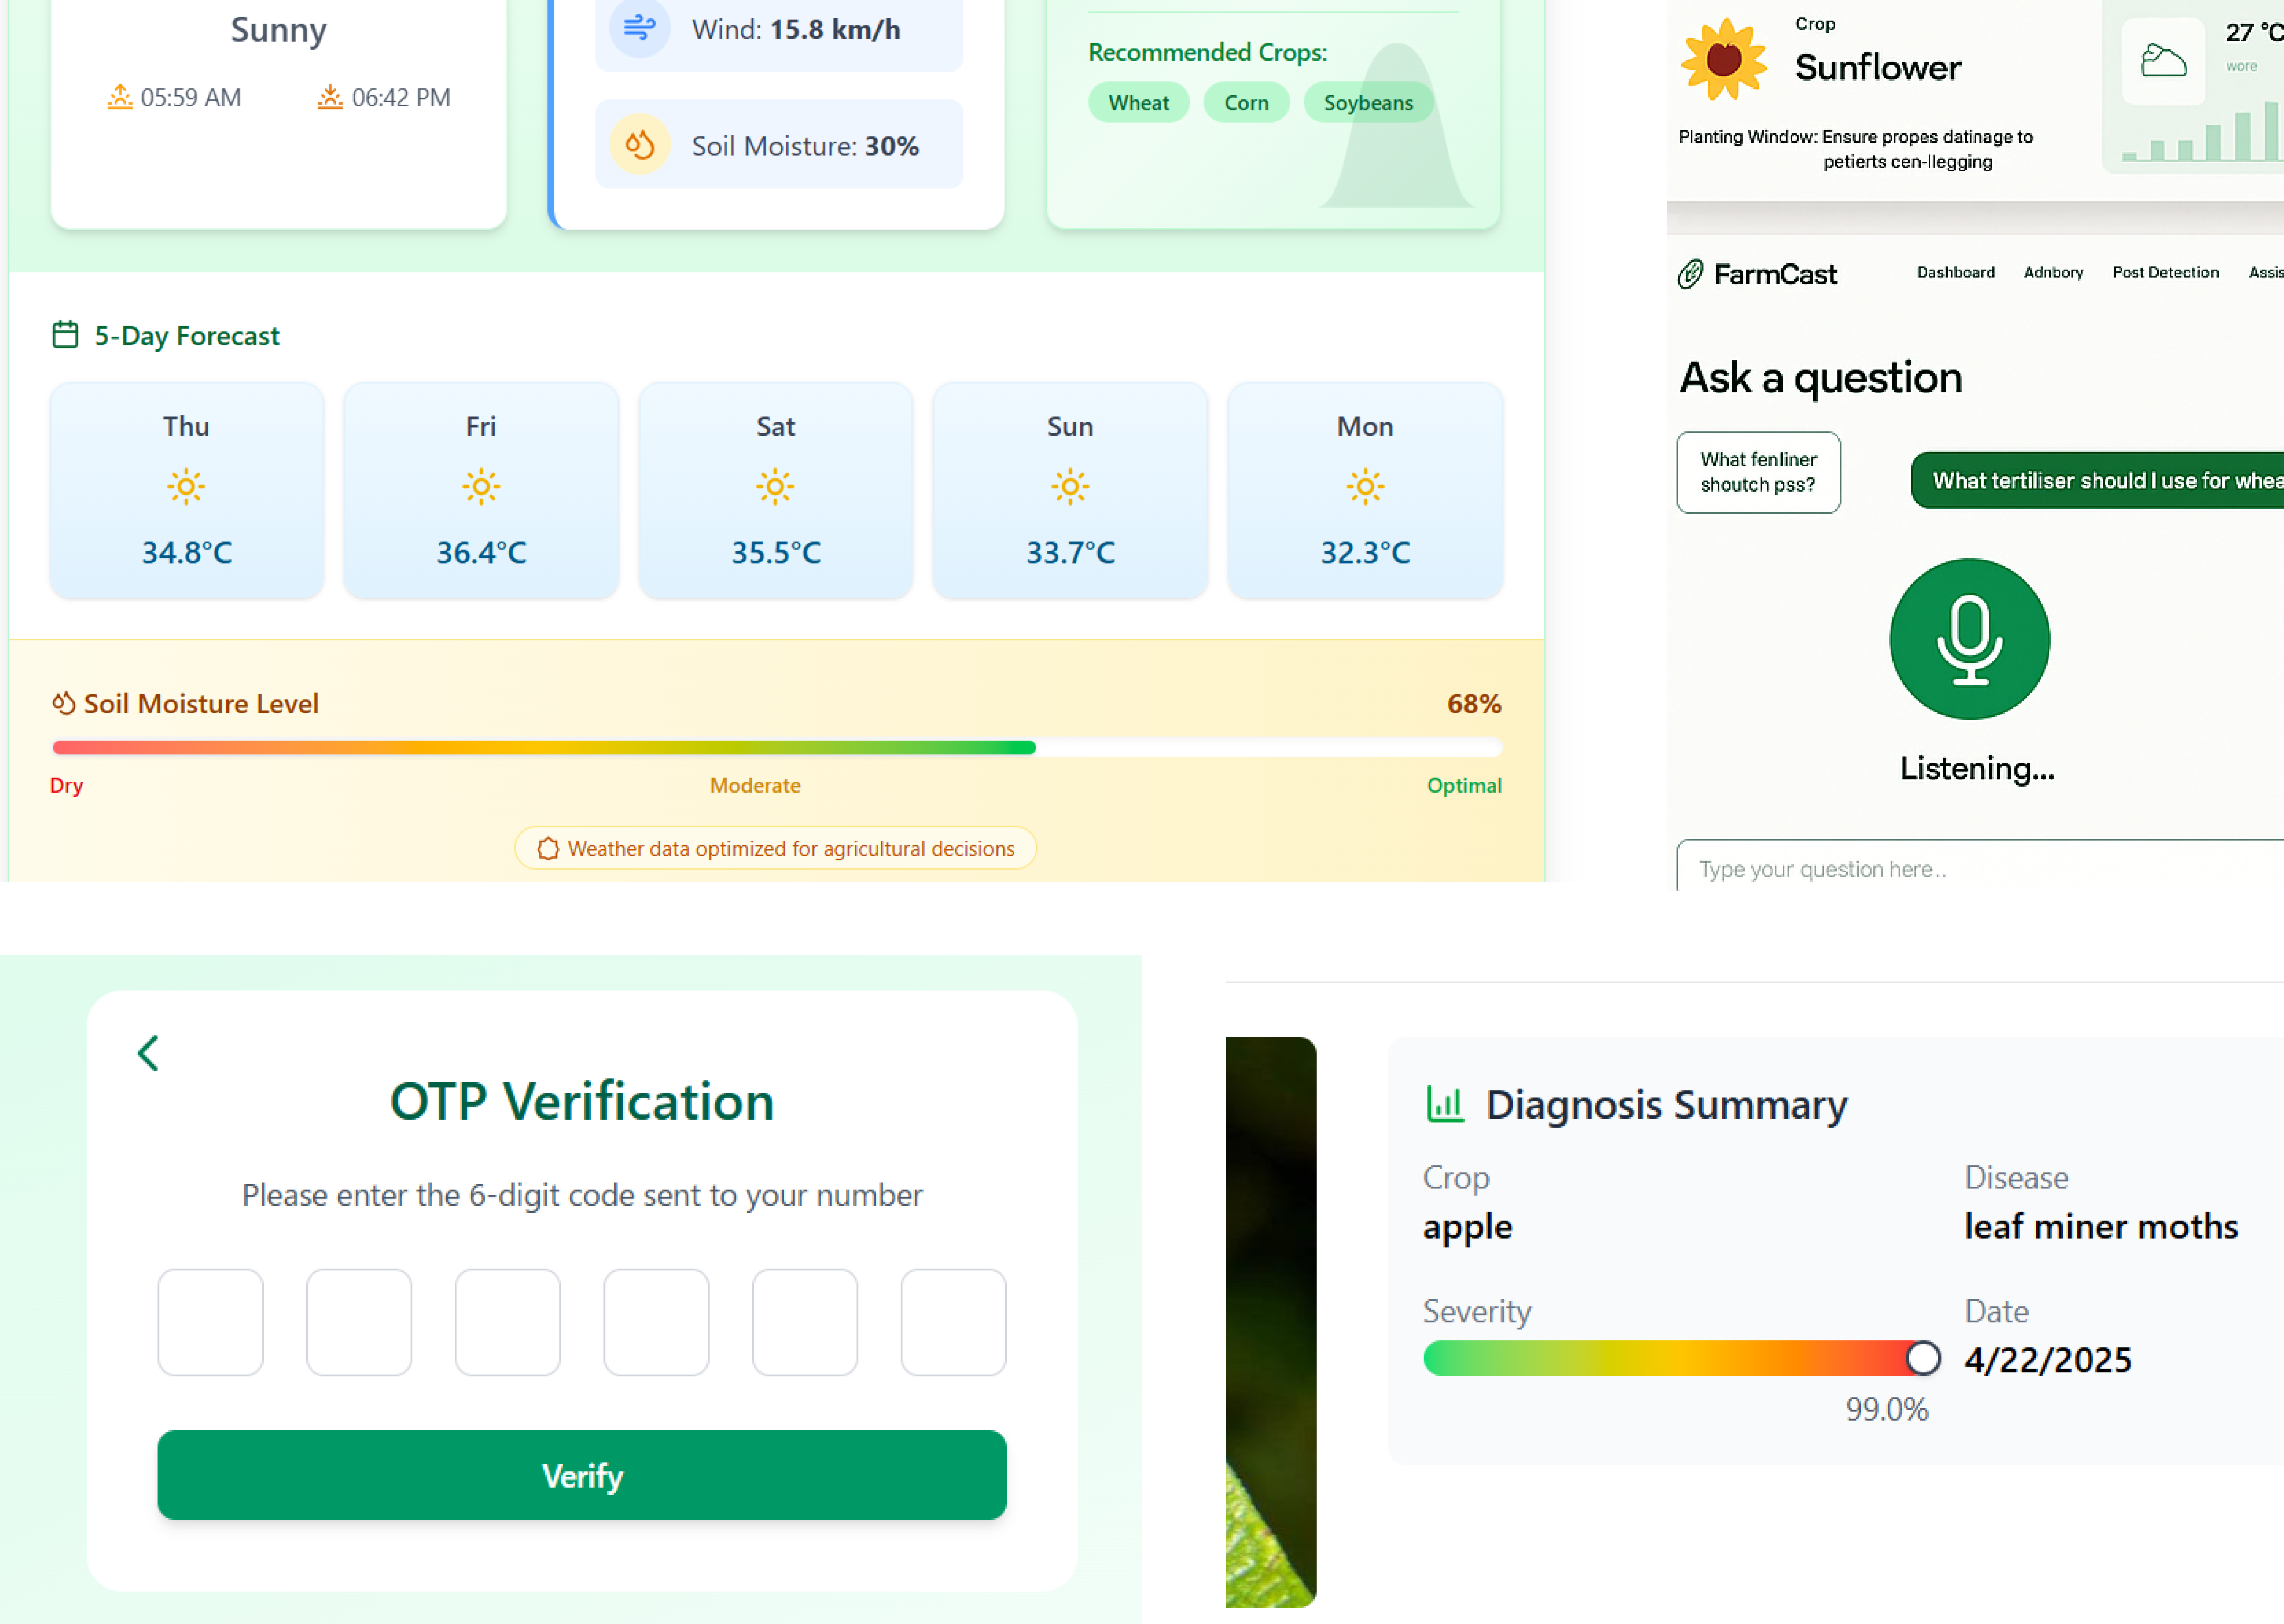 Sunny
05:59 AM
06:42 PM
Wind: 15.8 km/h
Soil Moisture: 30%
Recommended Crops:
Wheat
Corn
Soybeans
5-Day Forecast
Thu
34.8°C
Fri
36.4°C
Sat
35.5°C
Sun
33.7°C
Mon
32.3°C
Soil Moisture Level
68%
Dry
Moderate
Optimal
Weather data optimized for agricultural decisions
Crop
Sunflower
Planting Window: Ensure propes datinage to
petierts cen-llegging
27 °C
wore
FarmCast
Dashboard
Adnbory
Post Detection
Assis
Ask a question
What fenliner
shoutch pss?
What tertiliser should I use for whea
Listening...
Type your question here..
OTP Verification
Please enter the 6-digit code sent to your number
Verify
Diagnosis Summary
Crop
apple
Disease
leaf miner moths
Severity
99.0%
Date
4/22/2025